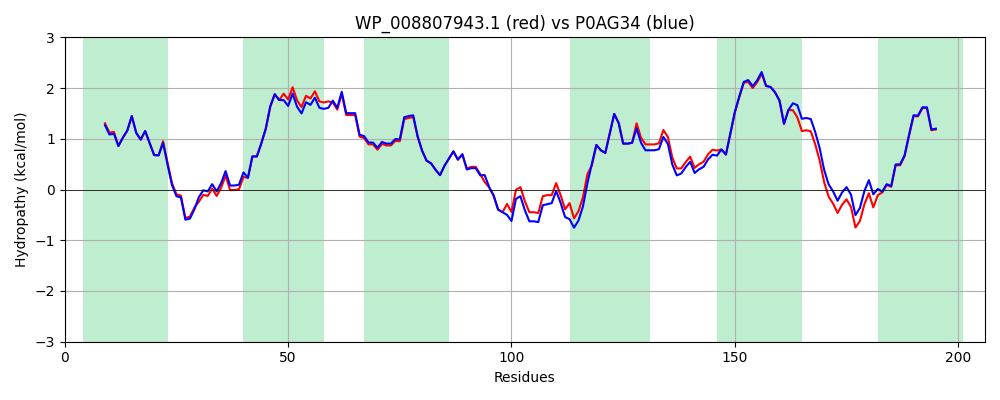 WP_008807943.1 (red) vs P0AG34 (blue)
Hydropathy (kcal/mol)
3
2
1
0
−1
−2
−3
0 50 100 150 200
Residues